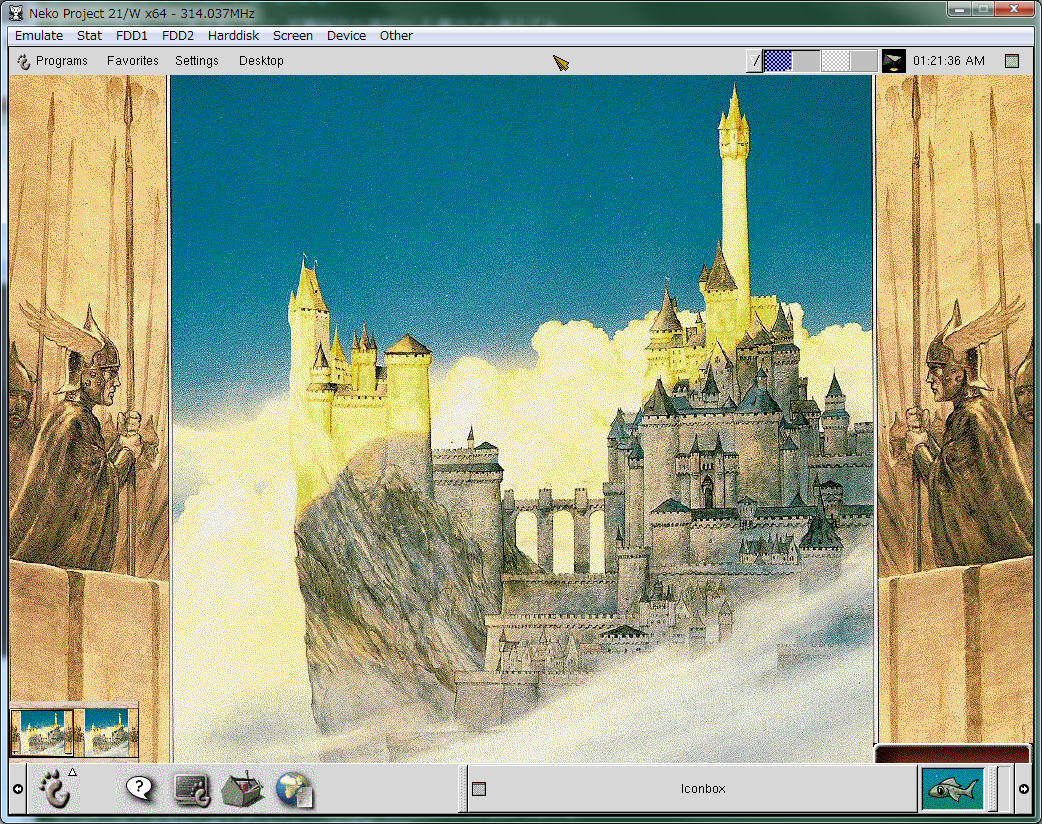 Neko Project 21/W x64 - 314.037MHz
Emulate Stat FDD1 FDD2 Harddisk Screen Device Other
Programs Favorites Settings Desktop 01:21:36 AM
Iconbox